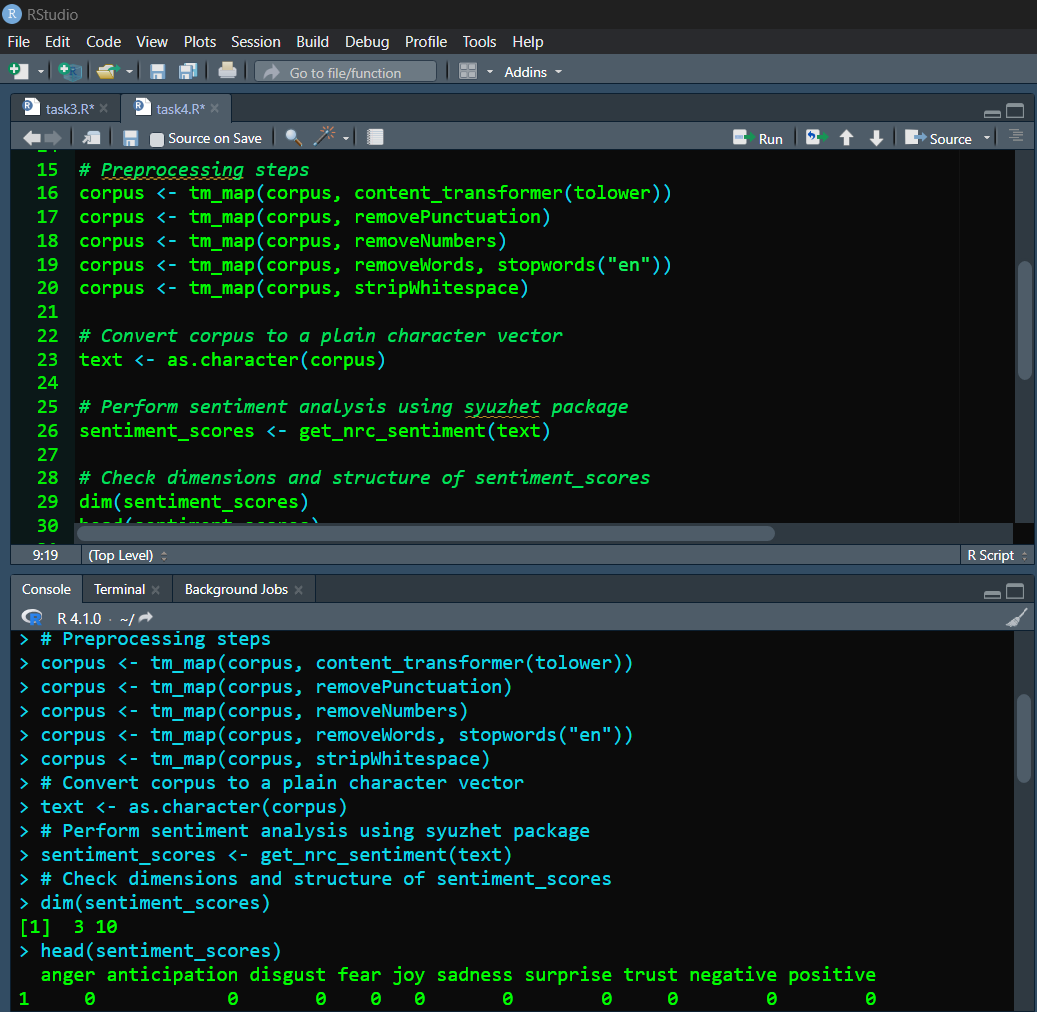 R RStudio
File Edit Code View Plots Session Build Debug Profile Tools Help
Go to file/function Addins
task3.R* task4.R*
Source on Save Run Source
15 # Preprocessing steps
16 corpus <- tm_map(corpus, content_transformer(tolower))
17 corpus <- tm_map(corpus, removePunctuation)
18 corpus <- tm_map(corpus, removeNumbers)
19 corpus <- tm_map(corpus, removeWords, stopwords("en"))
20 corpus <- tm_map(corpus, stripWhitespace)
21
22 # Convert corpus to a plain character vector
23 text <- as.character(corpus)
24
25 # Perform sentiment analysis using syuzhet package
26 sentiment_scores <- get_nrc_sentiment(text)
27
28 # Check dimensions and structure of sentiment_scores
29 dim(sentiment_scores)
30 head(sentiment_scores)
9:19 (Top Level) R Script
Console Terminal Background Jobs
R R 4.1.0 · ~/
> # Preprocessing steps
> corpus <- tm_map(corpus, content_transformer(tolower))
> corpus <- tm_map(corpus, removePunctuation)
> corpus <- tm_map(corpus, removeNumbers)
> corpus <- tm_map(corpus, removeWords, stopwords("en"))
> corpus <- tm_map(corpus, stripWhitespace)
> # Convert corpus to a plain character vector
> text <- as.character(corpus)
> # Perform sentiment analysis using syuzhet package
> sentiment_scores <- get_nrc_sentiment(text)
> # Check dimensions and structure of sentiment_scores
> dim(sentiment_scores)
[1] 3 10
> head(sentiment_scores)
anger anticipation disgust fear joy sadness surprise trust negative positive
1 0 0 0 0 0 0 0 0 0 0